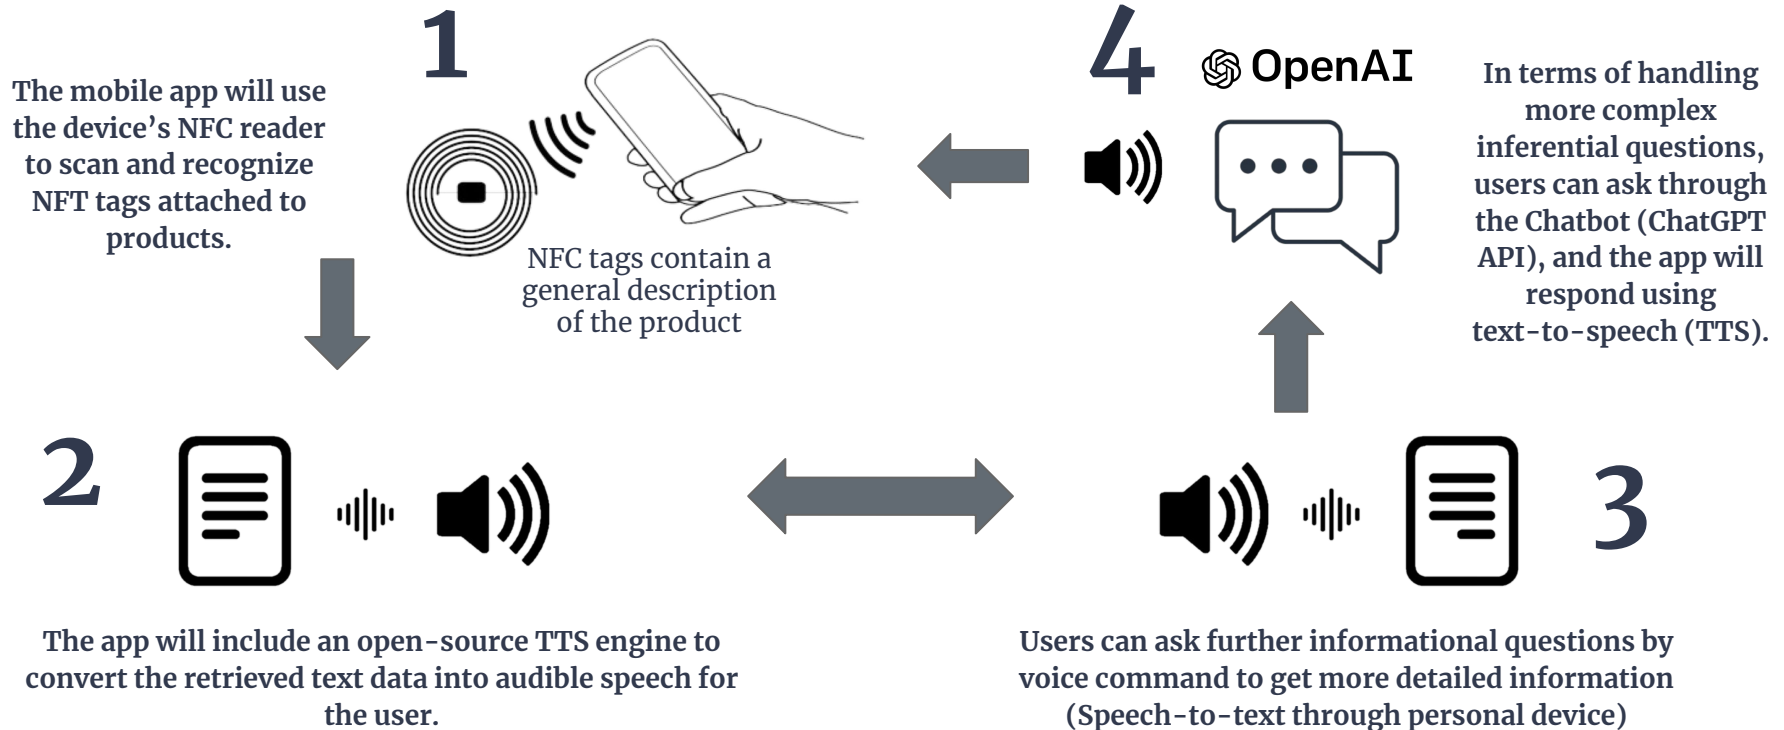 1
The mobile app will use
the device’s NFC reader
to scan and recognize
NFT tags attached to
products.
NFC tags contain a
general description
of the product
2
The app will include an open-source TTS engine to
convert the retrieved text data into audible speech for
the user.
3
Users can ask further informational questions by
voice command to get more detailed information
(Speech-to-text through personal device)
4
OpenAI
In terms of handling
more complex
inferential questions,
users can ask through
the Chatbot (ChatGPT
API), and the app will
respond using
text-to-speech (TTS).